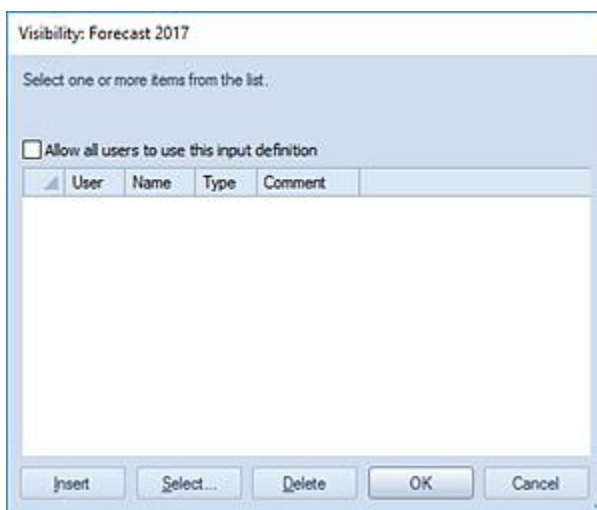 Visibility: Forecast 2017
Select one or more items from the list.
Allow all users to use this input definition
User Name Type Comment
Insert Select... Delete OK Cancel